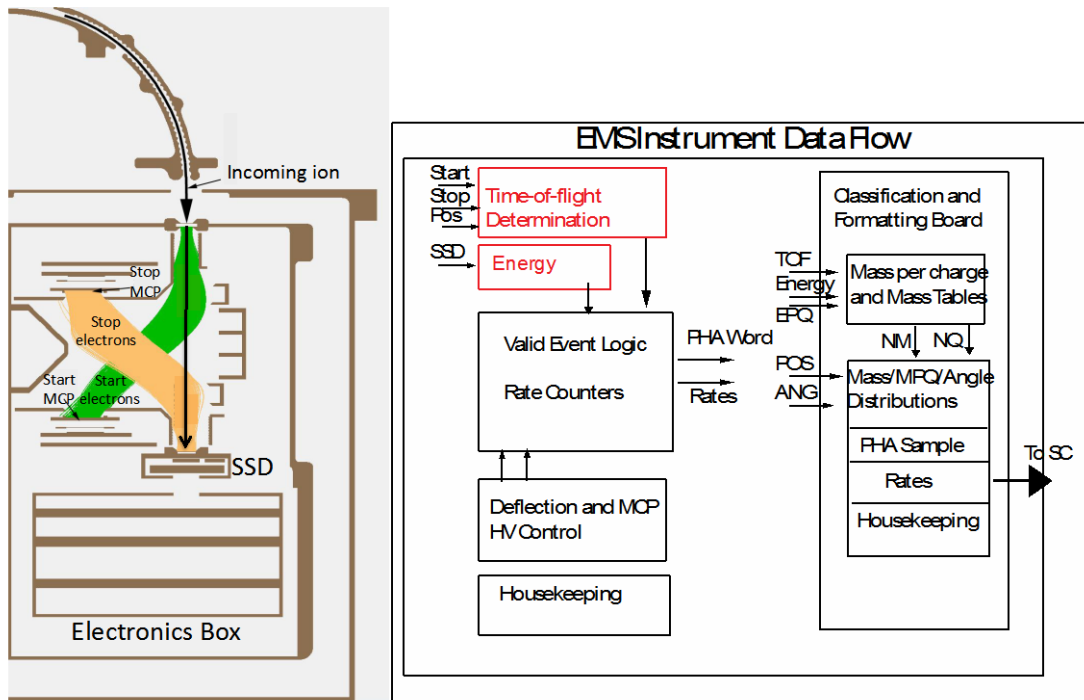 Incoming ion
Stop
MCP
Stop
electrons
Start
MCP
Start
electrons
SSD
Electronics Box
EMS Instrument Data Flow
Start
Stop
Pos
Time-of-flight
Determination
SSD
Energy
Valid Event Logic
Rate Counters
PHA Word
Rates
Deflection and MCP
HV Control
Housekeeping
Classification and
Formatting Board
TOF
Energy
EPQ
Mass per charge
and Mass Tables
NM
NQ
POS
ANG
Mass/MPQ/Angle
Distributions
PHA Sample
Rates
Housekeeping
To SC